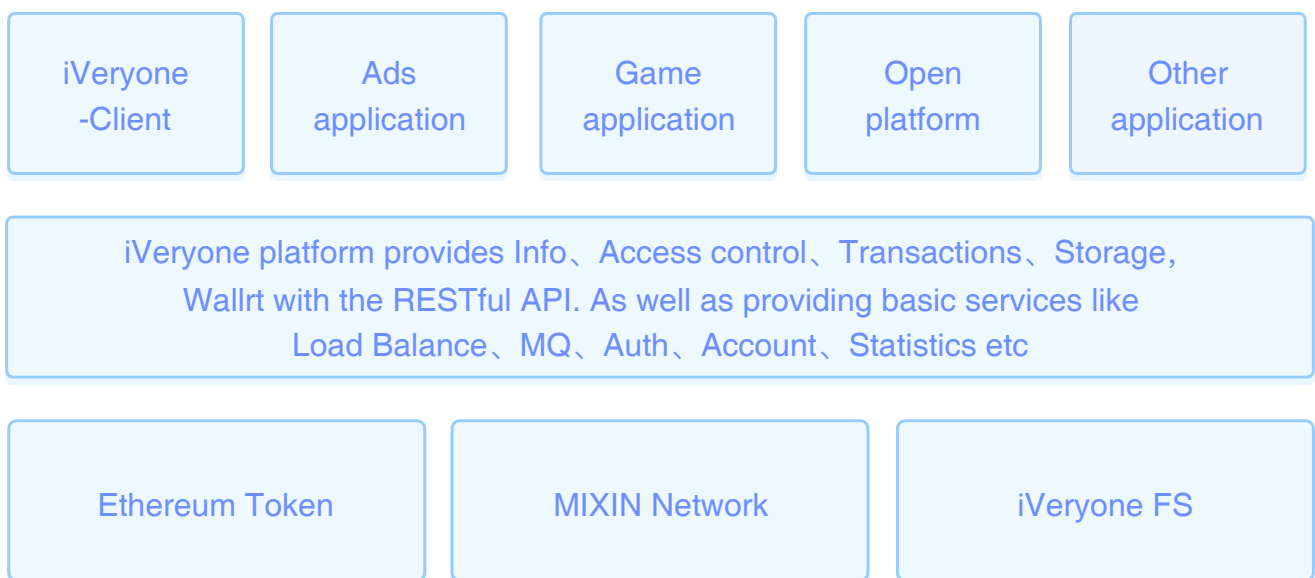 iVeryone
-Client
Ads
application
Game
application
Open
platform
Other
application
iVeryone platform provides Info、Access control、Transactions、Storage,
Wallrt with the RESTful API. As well as providing basic services like
Load Balance、MQ、Auth、Account、Statistics etc
Ethereum Token
MIXIN Network
iVeryone FS